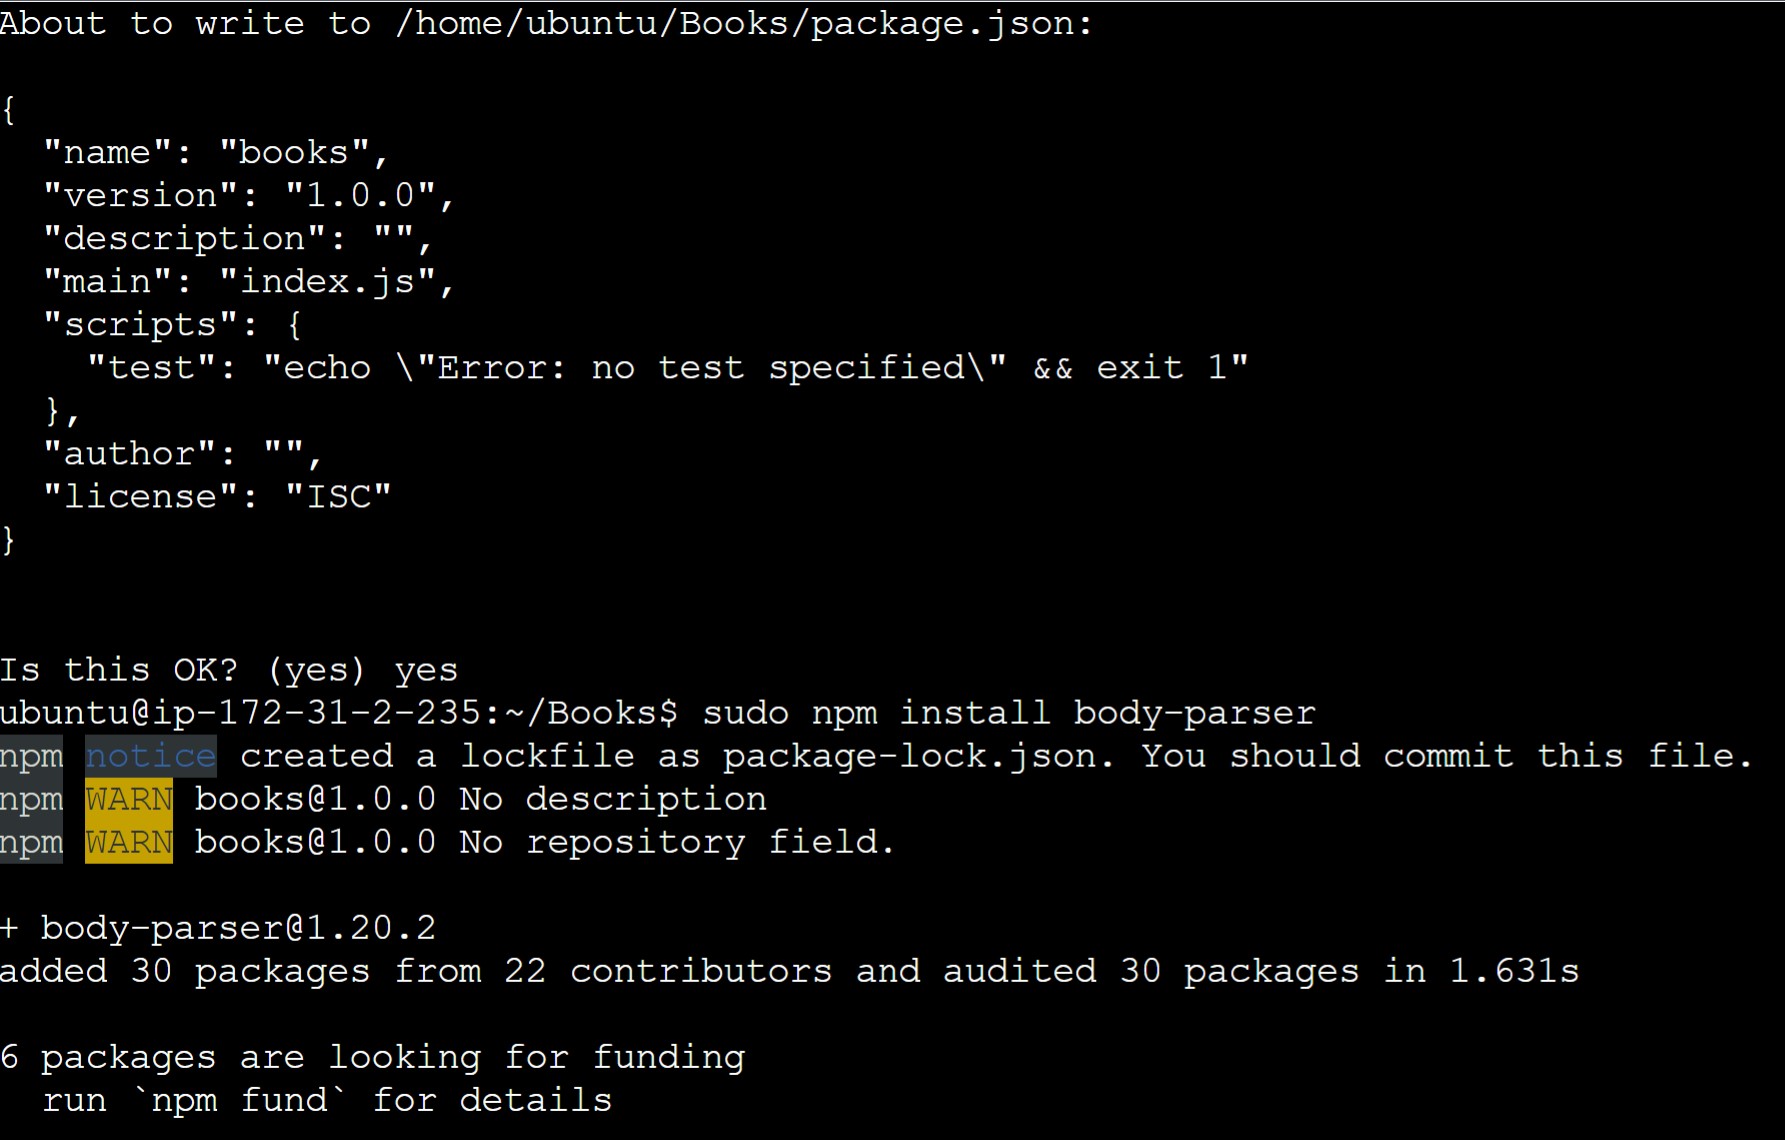 About to write to /home/ubuntu/Books/package.json:
{
  "name": "books",
  "version": "1.0.0",
  "description": "",
  "main": "index.js",
  "scripts": {
    "test": "echo \"Error: no test specified\" && exit 1"
  },
  "author": "",
  "license": "ISC"
}
Is this OK? (yes) yes
ubuntu@ip-172-31-2-235:~/Books$ sudo npm install body-parser
npm notice created a lockfile as package-lock.json. You should commit this file.
npm WARN books@1.0.0 No description
npm WARN books@1.0.0 No repository field.
+ body-parser@1.20.2
added 30 packages from 22 contributors and audited 30 packages in 1.631s
6 packages are looking for funding
  run `npm fund` for details